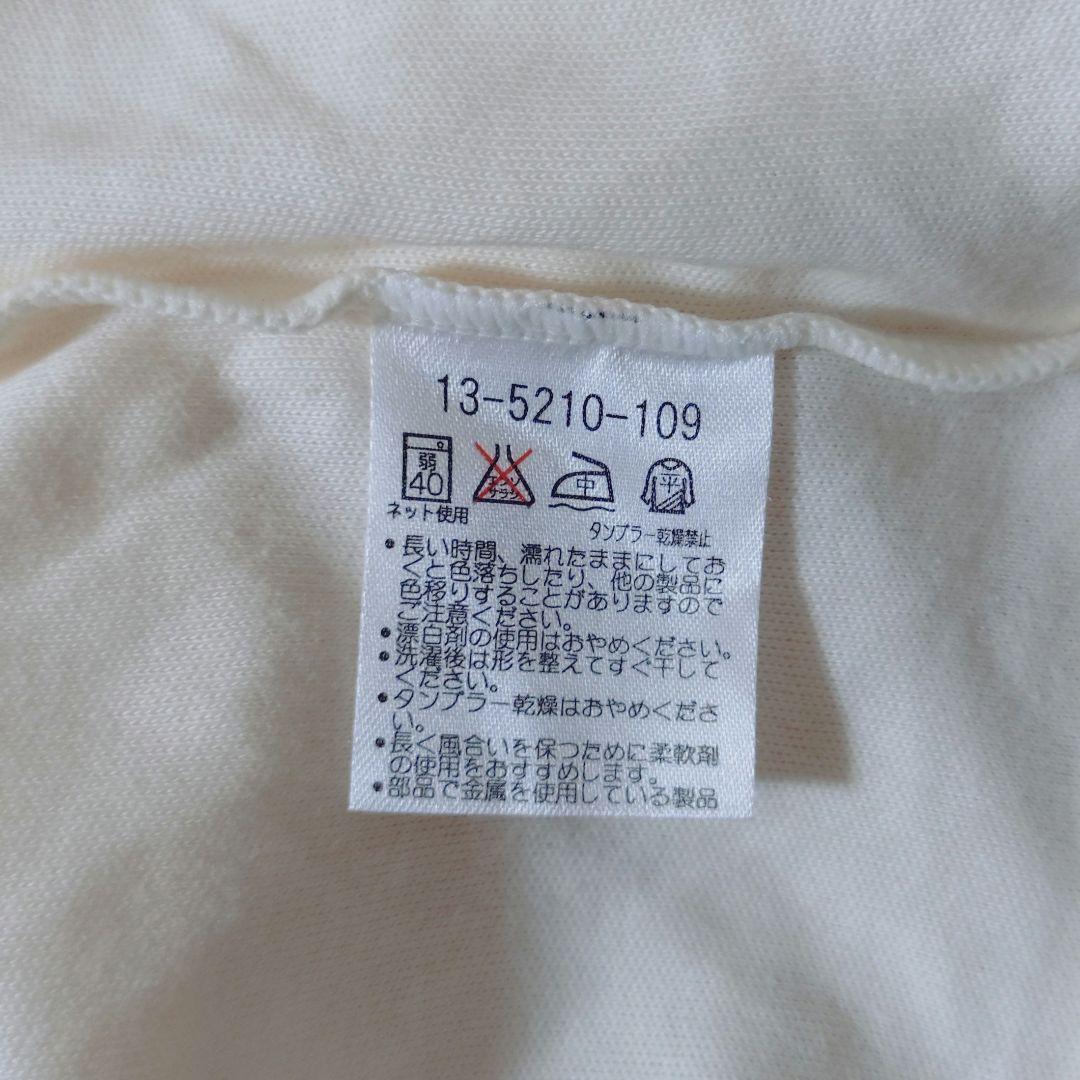 13-5210-109
弱
40
エンソ
サラシ
中
平
ネット使用
タンブラー乾燥禁止
•長い時間、濡れたままにしてお
くと色落ちしたり、他の製品に
色移りすることがありますので
ご注意ください。
•漂白剤の使用はおやめください。
•洗濯後は形を整えてすぐ干して
ください。
•タンブラー乾燥はおやめくださ
い。
•長く風合いを保つために柔軟剤
の使用をおすすめします。
•部品で金属を使用している製品